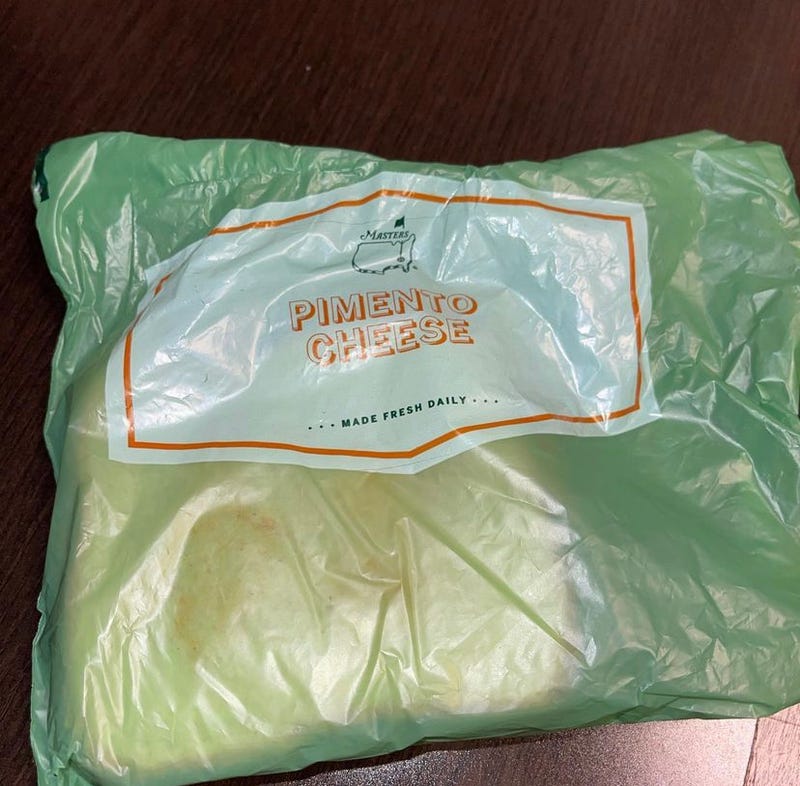 MASTERS
PIMENTO
CHEESE
... MADE FRESH DAILY ...